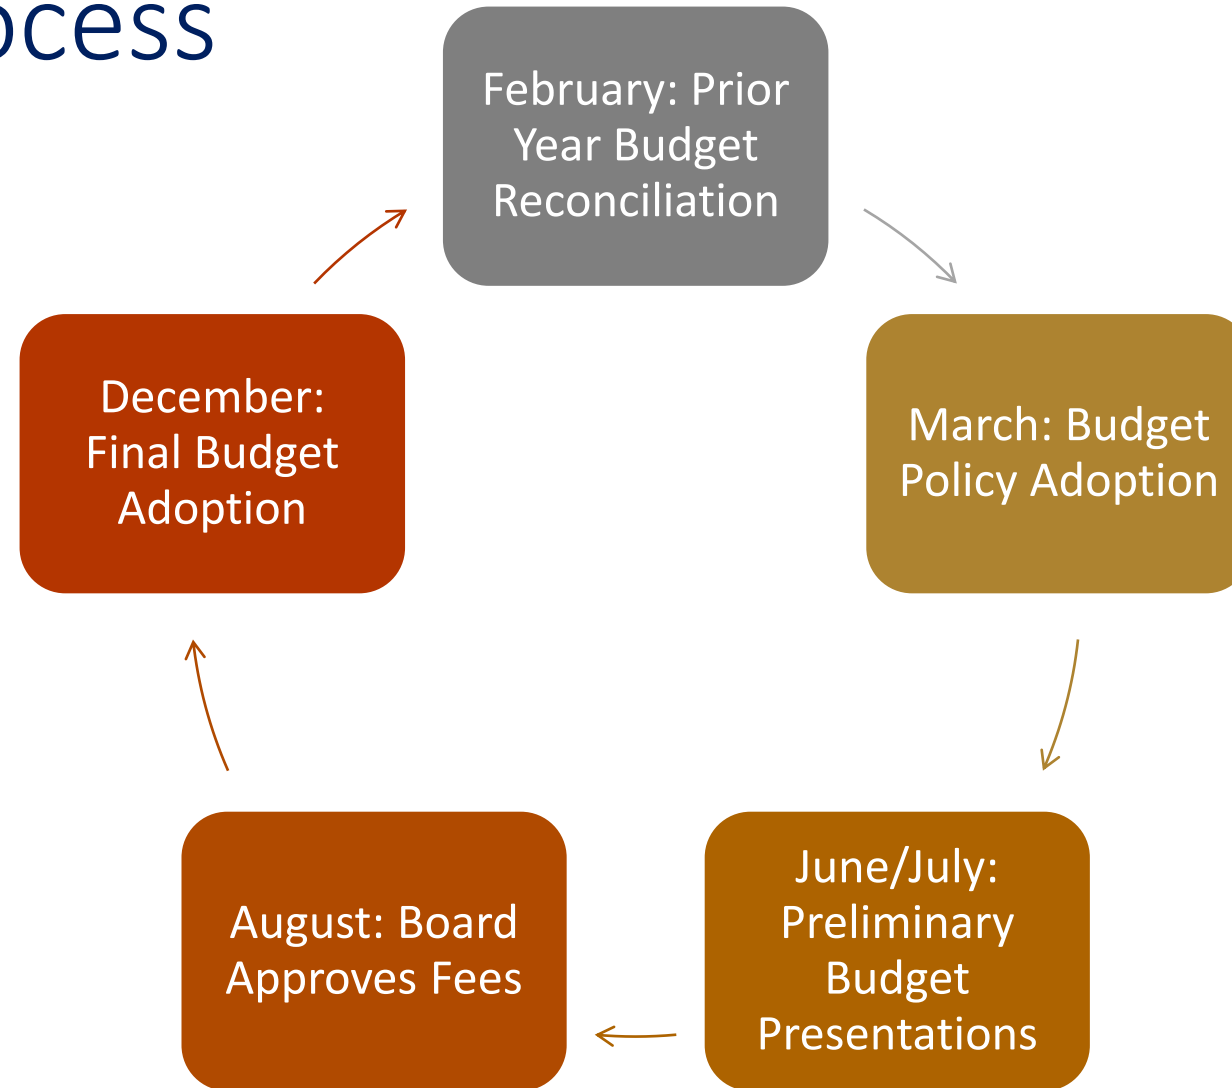 ocess
February: Prior
Year Budget
Reconciliation
March: Budget
Policy Adoption
June/July:
Preliminary
Budget
Presentations
August: Board
Approves Fees
December:
Final Budget
Adoption